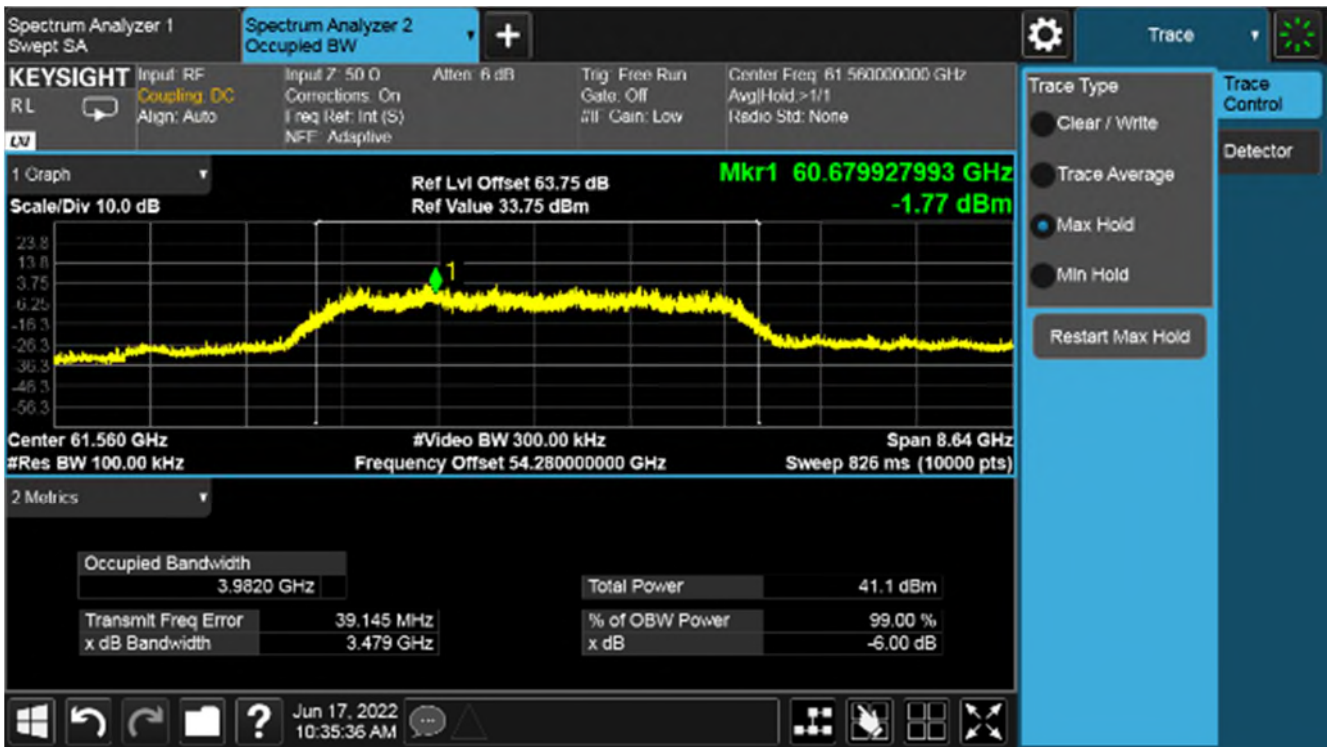 Spectrum Analyzer 1
Swept SA
Spectrum Analyzer 2
Occupied BW
Trace
KEYSIGHT
RL
LXI
Input: RF
Coupling: DC
Align: Auto
Input Z: 50 Ω
Corrections: On
Freq Ref: Int (S)
NFE: Adaptive
Atten: 6 dB
Trig: Free Run
Gate: Off
#IF Gain: Low
Center Freq: 61.560000000 GHz
Avg|Hold:>1/1
Radio Std: None
1 Graph
Scale/Div 10.0 dB
Ref Lvl Offset 63.75 dB
Ref Value 33.75 dBm
Mkr1 60.679927993 GHz
-1.77 dBm
23.8
13.8
3.75
-6.25
-16.3
-26.3
-36.3
-46.3
-56.3
1
Center 61.560 GHz
#Res BW 100.00 kHz
#Video BW 300.00 kHz
Frequency Offset 54.280000000 GHz
Span 8.64 GHz
Sweep 826 ms (10000 pts)
2 Metrics
Occupied Bandwidth
3.9820 GHz
Transmit Freq Error 39.145 MHz
x dB Bandwidth 3.479 GHz
Total Power 41.1 dBm
% of OBW Power 99.00 %
x dB -6.00 dB
Jun 17, 2022
10:35:36 AM
Trace Type
Clear / Write
Trace Average
Max Hold
Min Hold
Restart Max Hold
Trace
Control
Detector